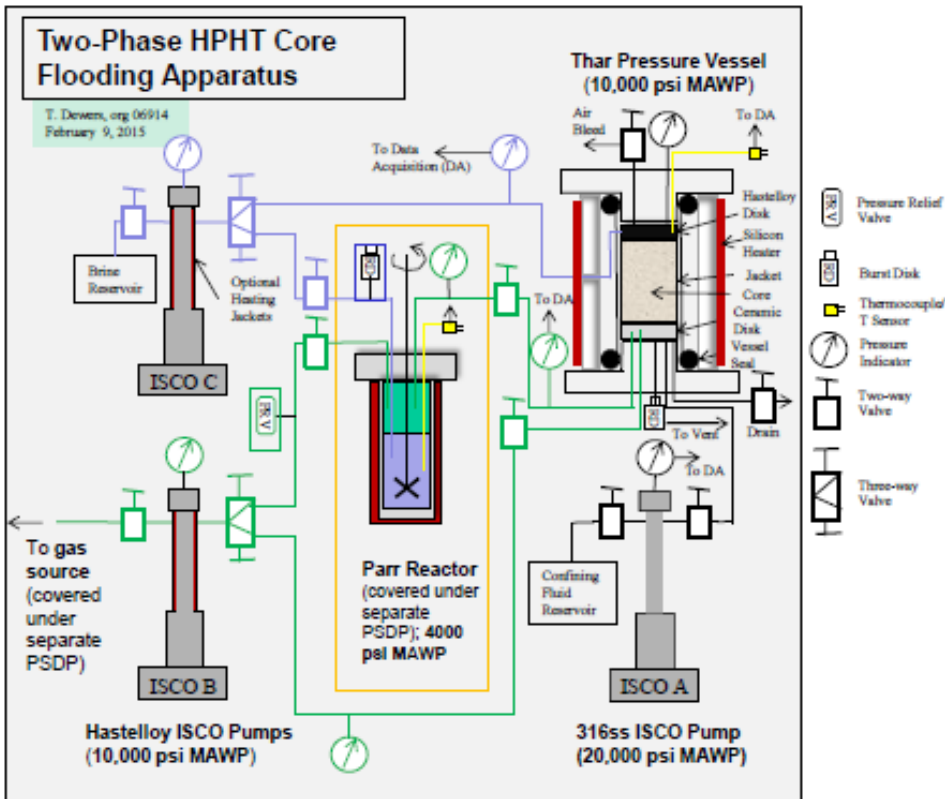 Two-Phase HPHT Core
Flooding Apparatus
T. Dewers, org 06914
February 9, 2015
Thar Pressure Vessel
(10,000 psi MAWP)
Air
Bleed
To DA
To Data
Acquisition (DA)
Hastelloy
Disk
Silicon
Heater
Jacket
Core
Ceramic
Disk
Vessel
Seal
Brine
Reservoir
Optional
Heating
Jackets
RD
To DA
ISCO C
PRV
RD
To Vent
Drain
To DA
To gas
source
(covered
under
separate
PSDP)
Parr Reactor
(covered under
separate
PSDP); 4000
psi MAWP
Confining
Fluid
Reservoir
ISCO B
ISCO A
Hastelloy ISCO Pumps
(10,000 psi MAWP)
316ss ISCO Pump
(20,000 psi MAWP)
PRV
Pressure Relief
Valve
RD
Burst Disk
Thermocouple/
T Sensor
Pressure
Indicator
Two-way
Valve
Three-way
Valve